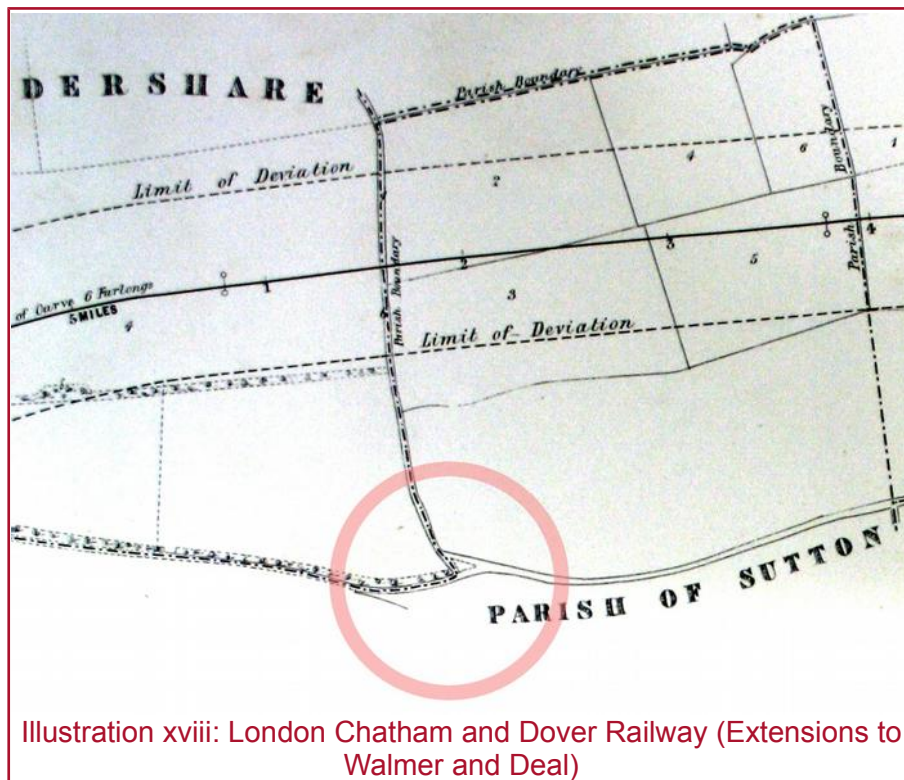 DERSHARE
Parish Boundary
Limit of Deviation
2
4
6
1
Boundary
Parish
Parish Boundary
1
2
3
4
5
of Curve 6 Furlongs
5 MILES
3
Limit of Deviation
PARISH OF SUTTON
Illustration xviii: London Chatham and Dover Railway (Extensions to
Walmer and Deal)